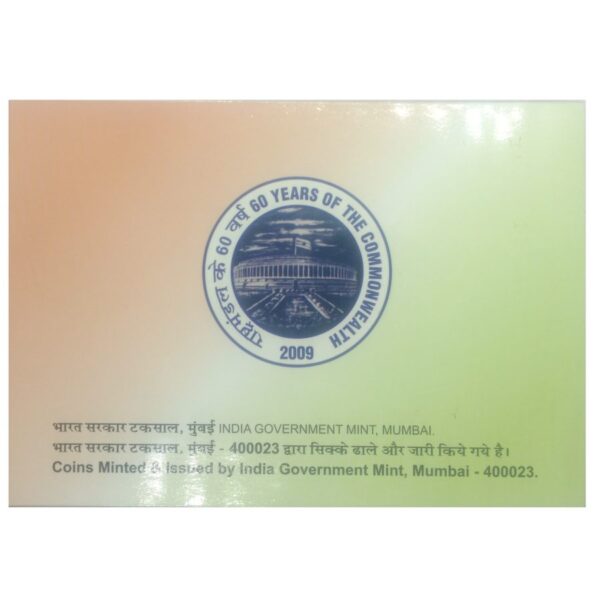 राष्ट्रमंडल के 60 वर्ष 60 YEARS OF THE COMMONWEALTH
2009
भारत सरकार टकसाल, मुंबई INDIA GOVERNMENT MINT, MUMBAI.
भारत सरकार टकसाल, मुंबई - 400023 द्वारा सिक्के ढाले और जारी किये गये है।
Coins Minted & Issued by India Government Mint, Mumbai - 400023.